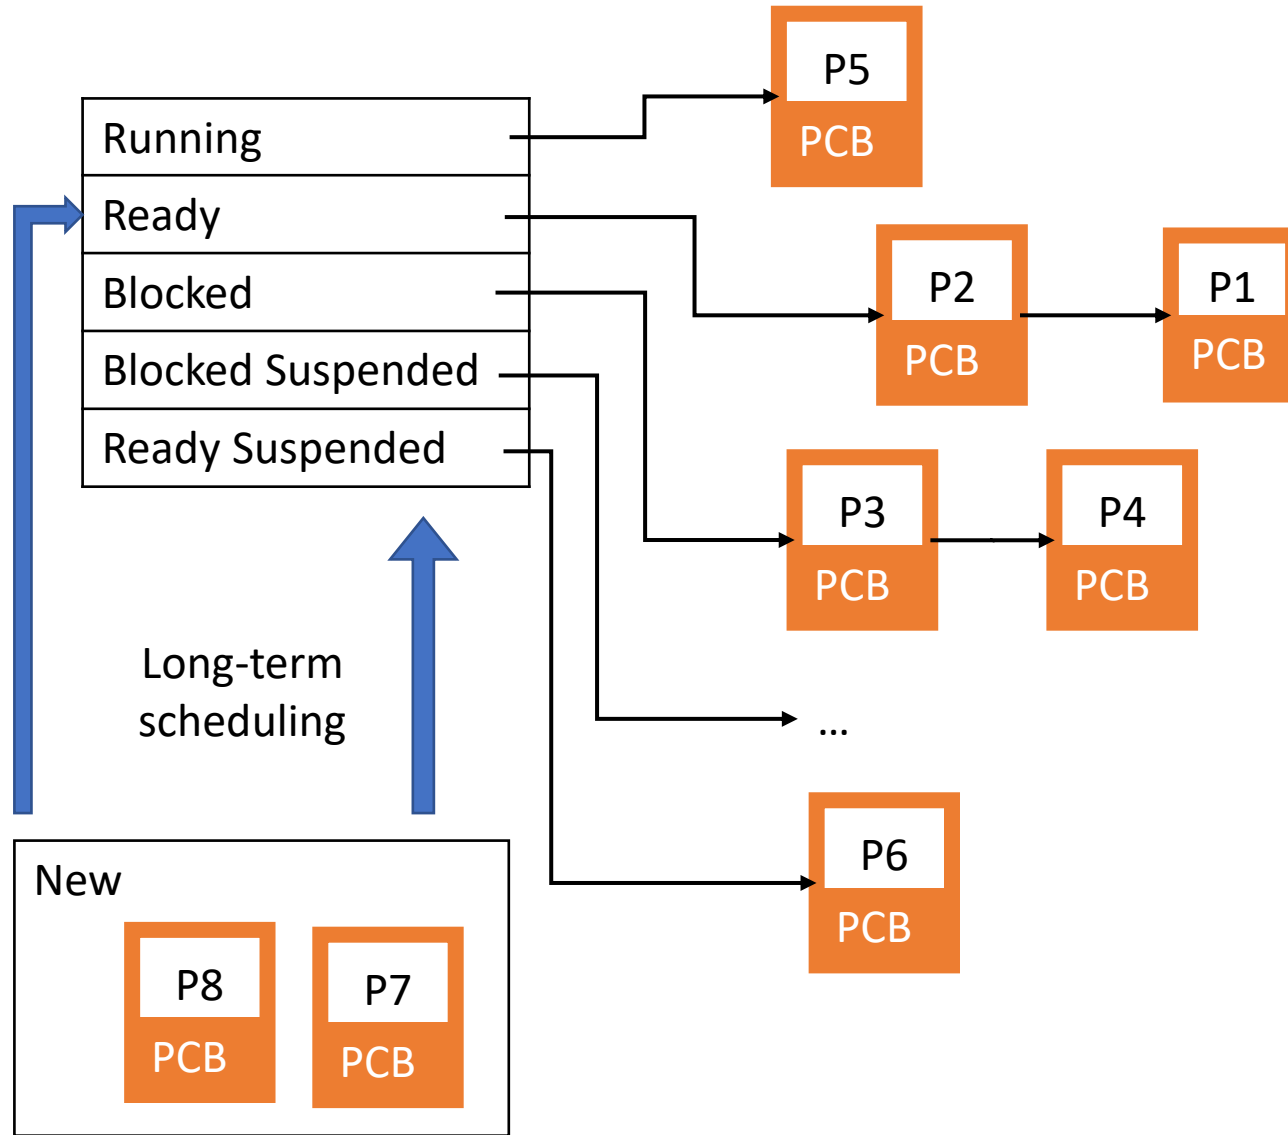 Running
Ready
Blocked
Blocked Suspended
Ready Suspended
P5
PCB
P2
PCB
P1
PCB
P3
PCB
P4
PCB
...
P6
PCB
Long-term
scheduling
New
P8
PCB
P7
PCB